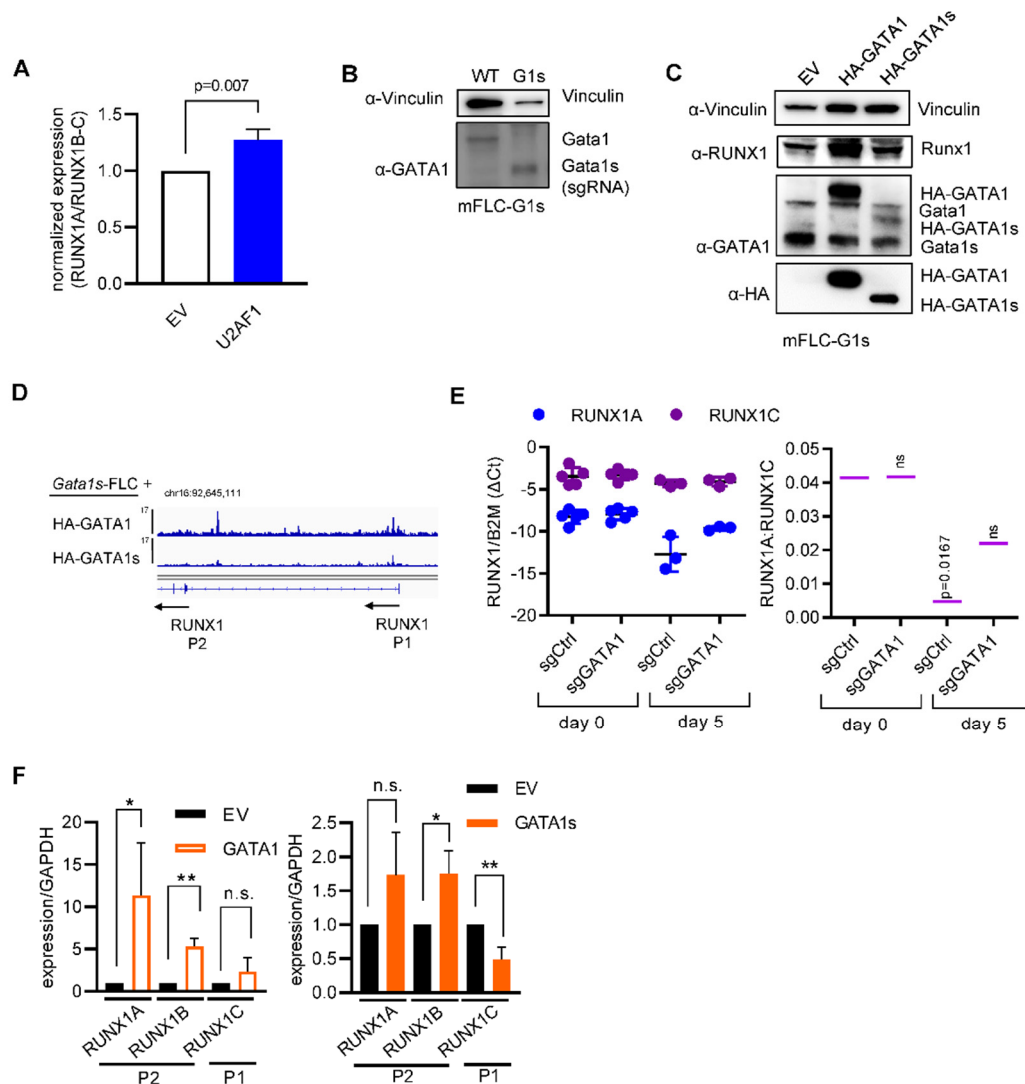 A
p=0.007
normalized expression
(RUNX1A/RUNX1B-C)
1.5
1.0
0.5
0.0
EV
U2AF1
B
WT G1s
α-Vinculin
Vinculin
α-GATA1
Gata1
Gata1s
(sgRNA)
mFLC-G1s
C
EV
HA-GATA1
HA-GATA1s
α-Vinculin
Vinculin
α-RUNX1
Runx1
α-GATA1
HA-GATA1
Gata1
HA-GATA1s
Gata1s
α-HA
HA-GATA1
HA-GATA1s
mFLC-G1s
D
Gata1s-FLC +
chr16:92,645,111
HA-GATA1
17
HA-GATA1s
17
RUNX1
P2
RUNX1
P1
E
RUNX1A
RUNX1C
RUNX1/B2M (ΔCt)
0
-5
-10
-15
-20
sgCtrl
sgGATA1
sgCtrl
sgGATA1
day 0
day 5
RUNX1A:RUNX1C
0.05
0.04
0.03
0.02
0.01
0.00
ns
p=0.0167
ns
sgCtrl
sgGATA1
sgCtrl
sgGATA1
day 0
day 5
F
expression/GAPDH
20
15
10
5
0
*
**
n.s.
EV
GATA1
RUNX1A
RUNX1B
RUNX1C
P2
P1
expression/GAPDH
2.5
2.0
1.5
1.0
0.5
0.0
n.s.
*
**
EV
GATA1s
RUNX1A
RUNX1B
RUNX1C
P2
P1